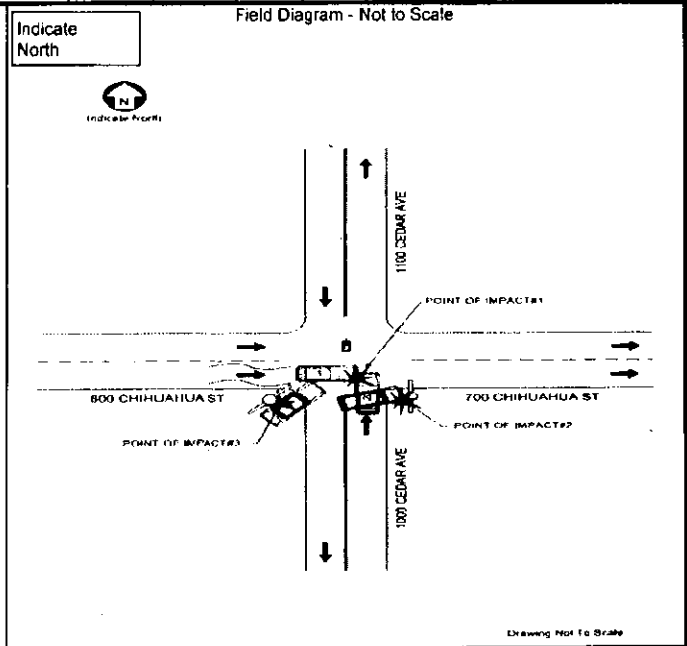 Field Diagram - Not to Scale
Indicate
North
N
Indicate North
1100 CEDAR AVE
POINT OF IMPACT#1
600 CHIHUAHUA ST
700 CHIHUAHUA ST
POINT OF IMPACT#3
POINT OF IMPACT#2
1000 CEDAR AVE
Drawing Not To Scale